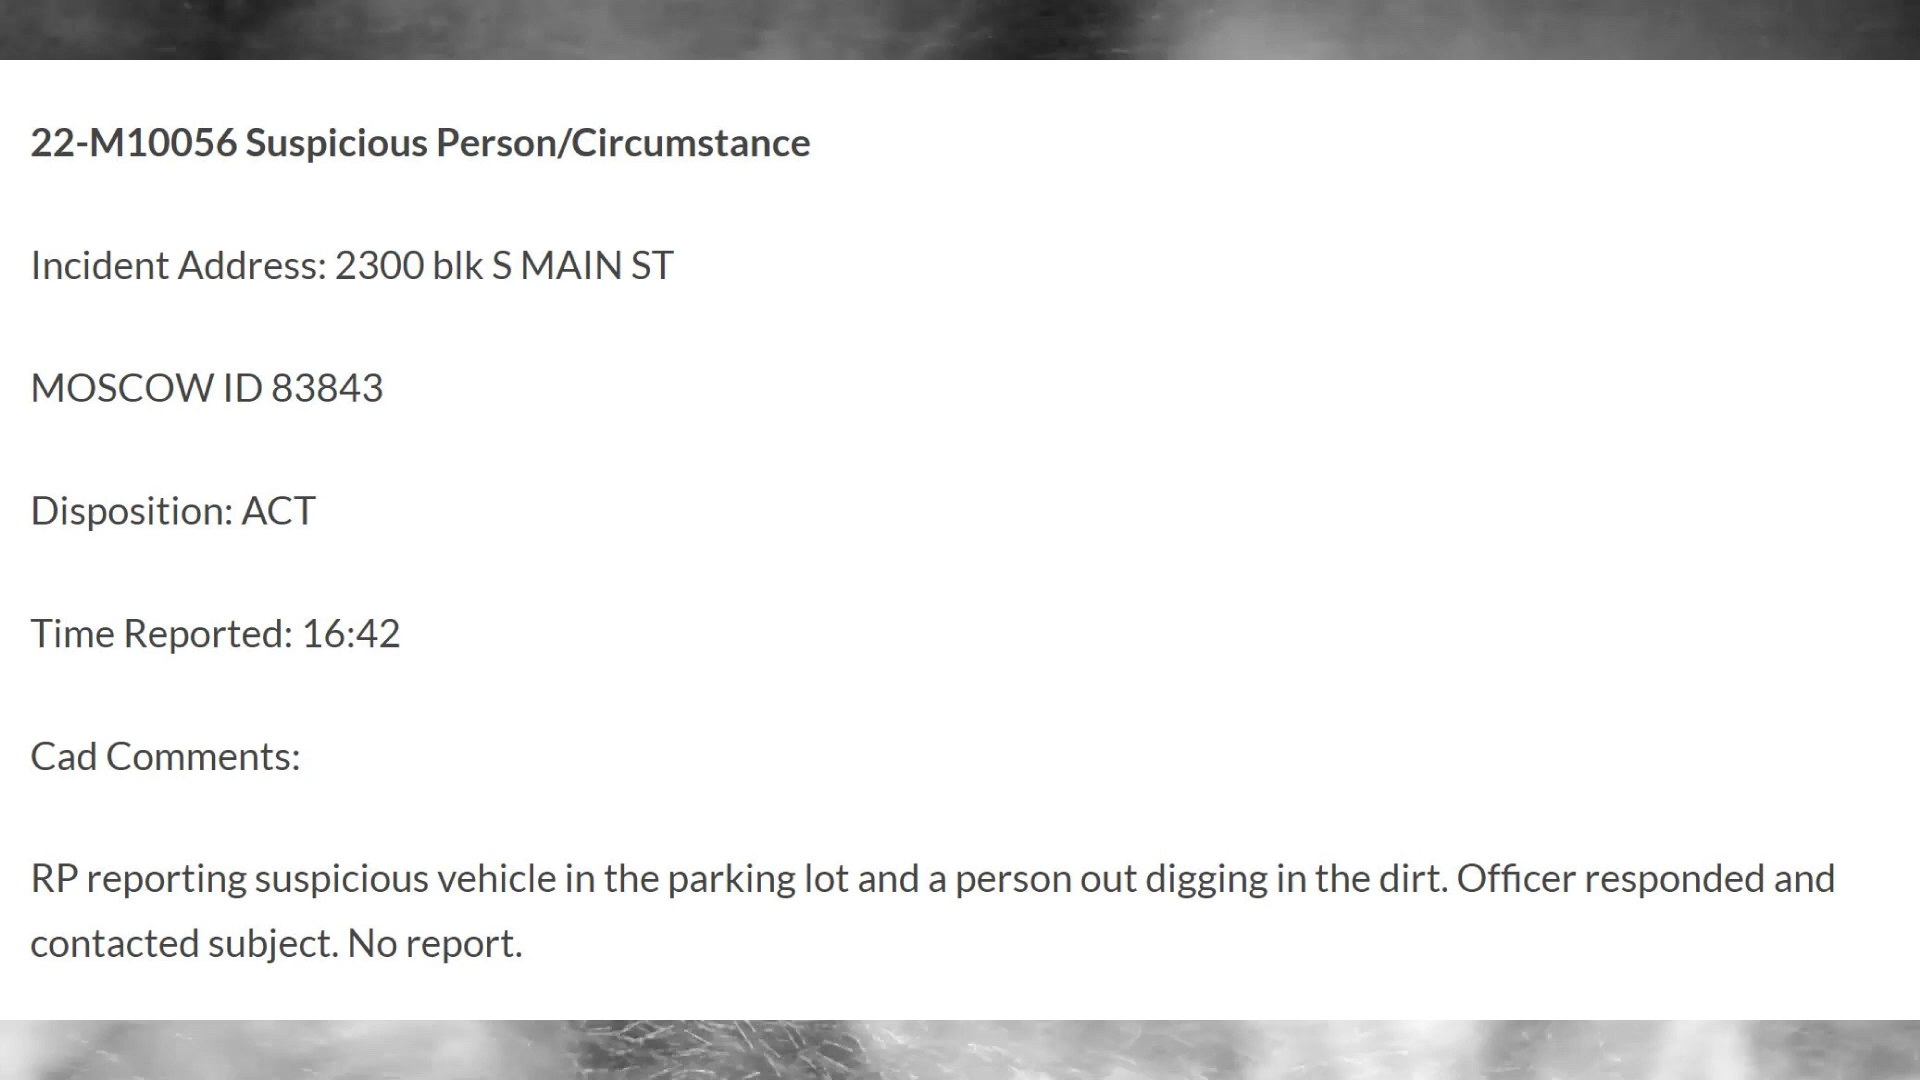 22-M10056 Suspicious Person/Circumstance
Incident Address: 2300 blk S MAIN ST
MOSCOW ID 83843
Disposition: ACT
Time Reported: 16:42
Cad Comments:
RP reporting suspicious vehicle in the parking lot and a person out digging in the dirt. Officer responded and
contacted subject. No report.